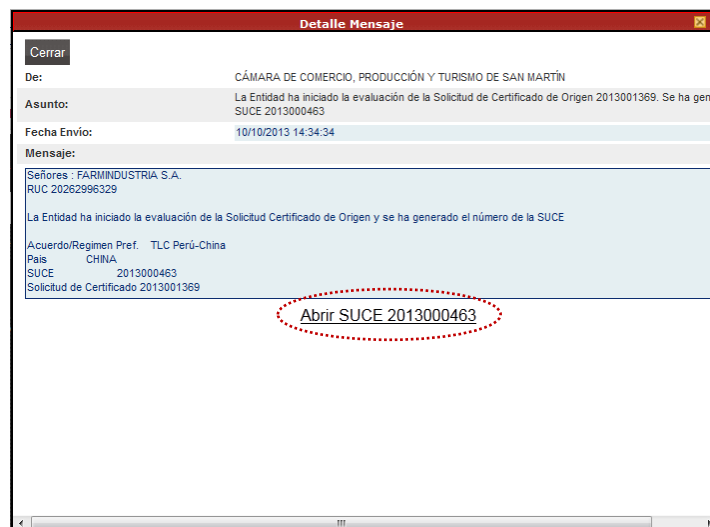 Detalle Mensaje
Cerrar
De: CÁMARA DE COMERCIO, PRODUCCIÓN Y TURISMO DE SAN MARTÍN
Asunto: La Entidad ha iniciado la evaluación de la Solicitud de Certificado de Origen 2013001369. Se ha gen
SUCE 2013000463
Fecha Envío: 10/10/2013 14:34:34
Mensaje:
Señores : FARMINDUSTRIA S.A.
RUC 20262996329
La Entidad ha iniciado la evaluación de la Solicitud Certificado de Origen y se ha generado el número de la SUCE
Acuerdo/Regimen Pref. TLC Perú-China
Pais CHINA
SUCE 2013000463
Solicitud de Certificado 2013001369
Abrir SUCE 2013000463